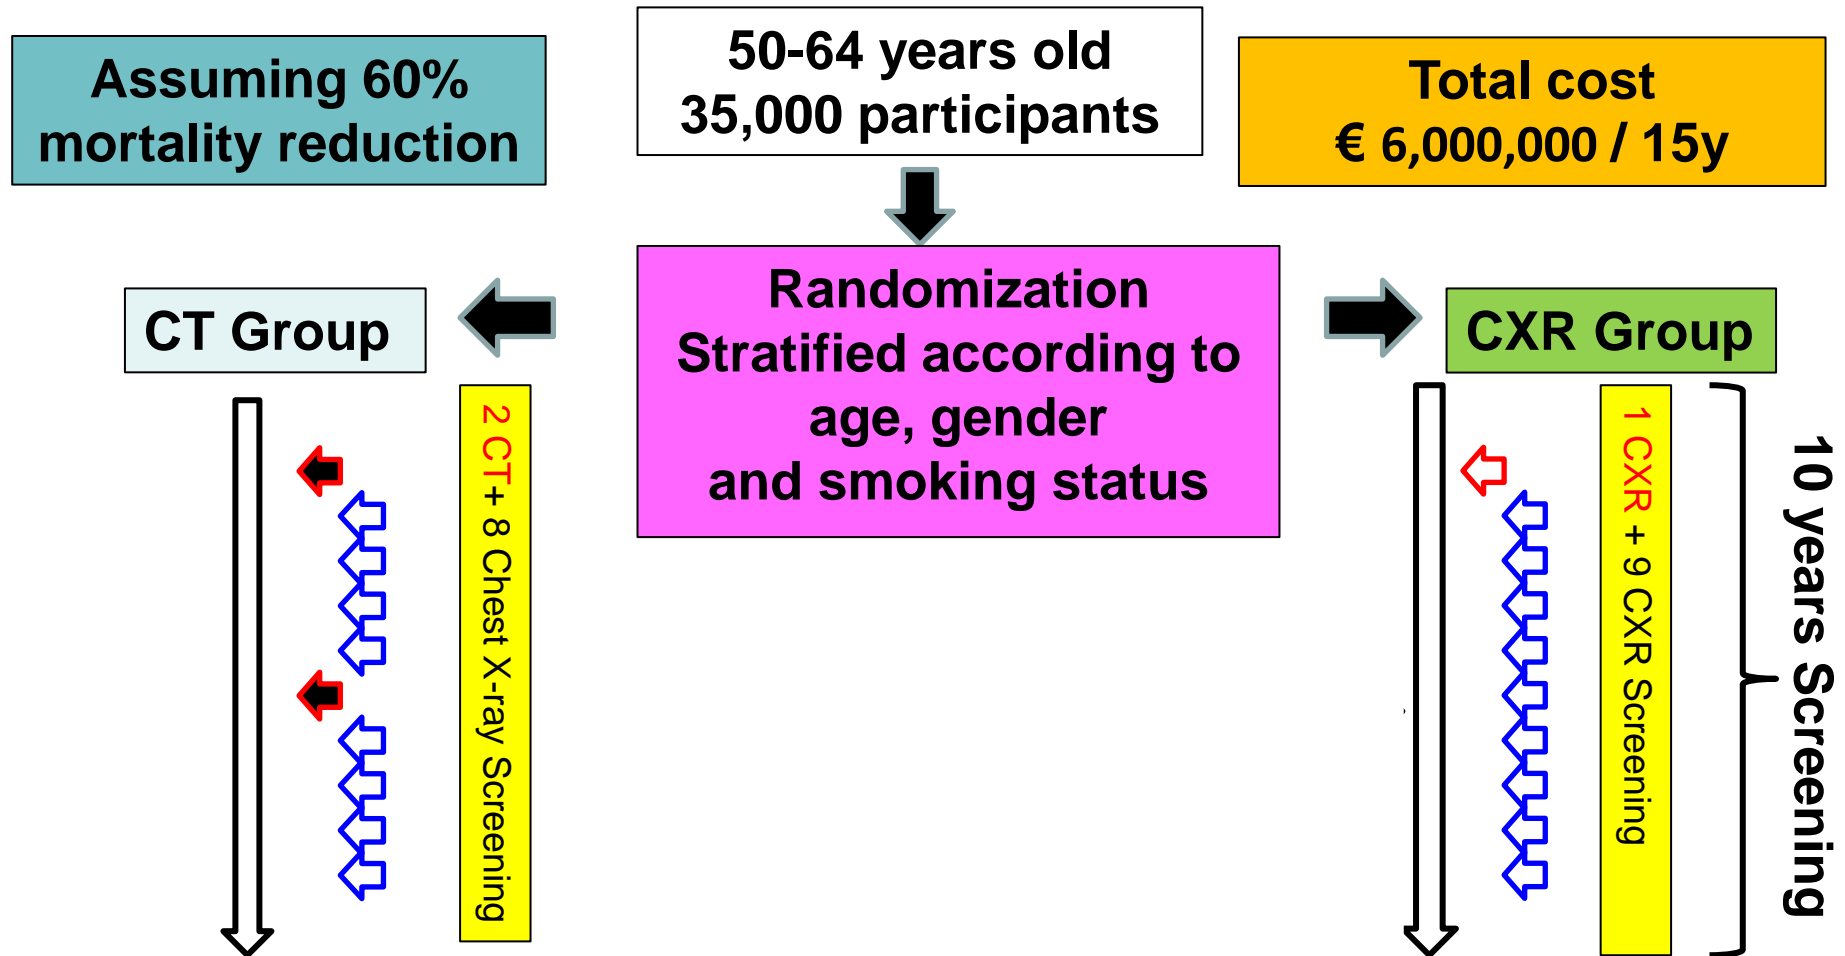 Assuming 60%
mortality reduction
50-64 years old
35,000 participants
Total cost
€ 6,000,000 / 15y
Randomization
Stratified according to
age, gender
and smoking status
CT Group
CXR Group
2 CT+ 8 Chest X-ray Screening
1 CXR + 9 CXR Screening
10 years Screening